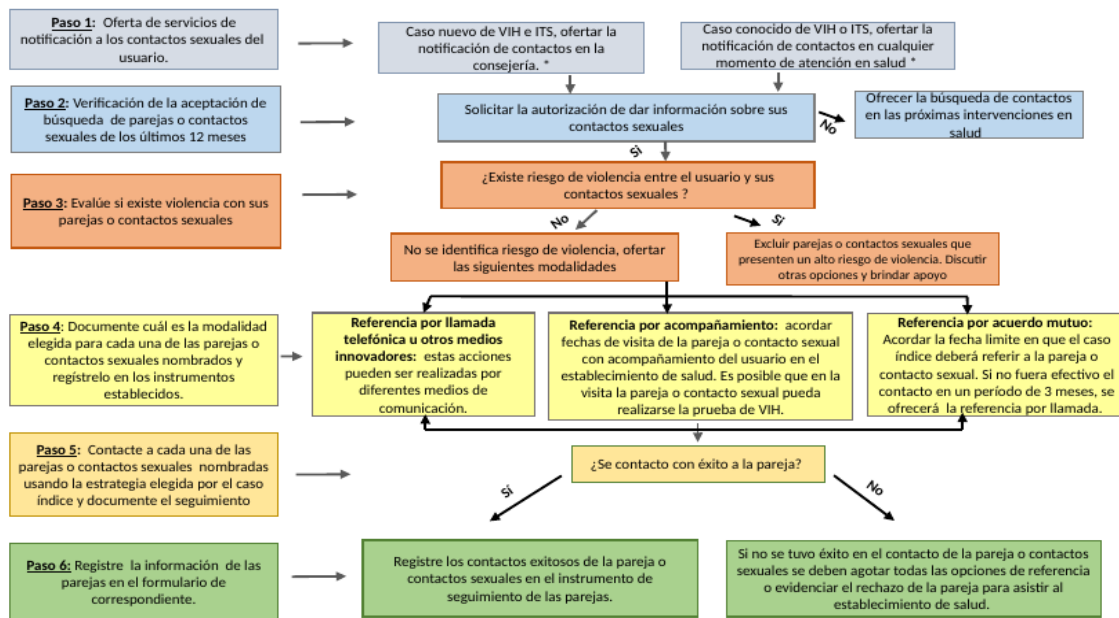 Paso 1:  Oferta de servicios de
notificación a los contactos sexuales del
usuario.
Caso nuevo de VIH e ITS, ofertar la
notificación de contactos en la
consejería. *
Caso conocido de VIH o ITS, ofertar la
notificación de contactos en cualquier
momento de atención en salud *
Paso 2: Verificación de la aceptación de
búsqueda  de parejas o contactos
sexuales de los últimos 12 meses
Solicitar la autorización de dar información sobre sus
contactos sexuales
No
Ofrecer la búsqueda de contactos
en las próximas intervenciones en
salud
Si
Paso 3: Evalúe si existe violencia con sus
parejas o contactos sexuales
¿Existe riesgo de violencia entre el usuario y sus
contactos sexuales ?
No
Si
No se identifica riesgo de violencia, ofertar
las siguientes modalidades
Excluir parejas o contactos sexuales que
presenten un alto riesgo de violencia. Discutir
otras opciones y brindar apoyo
Paso 4: Documente cuál es la modalidad
elegida para cada una de las parejas o
contactos sexuales nombrados y
regístrelo en los instrumentos
establecidos.
Referencia por llamada
telefónica u otros medios
innovadores:  estas acciones
pueden ser realizadas por
diferentes medios de
comunicación.
Referencia por acompañamiento:  acordar
fechas de visita de la pareja o contacto sexual
con acompañamiento del usuario en el
establecimiento de salud. Es posible que en la
visita la pareja o contacto sexual pueda
realizarse la prueba de VIH.
Referencia por acuerdo mutuo:
Acordar la fecha limite en que el caso
índice deberá referir a la pareja o
contacto sexual. Si no fuera efectivo el
contacto en un período de 3 meses, se
ofrecerá  la referencia por llamada.
Paso 5:  Contacte a cada una de las
parejas o contactos sexuales  nombradas
usando la estrategia elegida por el caso
índice y documente el seguimiento
¿Se contacto con éxito a la pareja?
Sí
No
Paso 6: Registre  la información  de las
parejas en el formulario de
correspondiente.
Registre los contactos exitosos de la pareja o
contactos sexuales en el instrumento de
seguimiento de las parejas.
Si no se tuvo éxito en el contacto de la pareja o contactos
sexuales se deben agotar todas las opciones de referencia
o evidenciar el rechazo de la pareja para asistir al
establecimiento de salud.